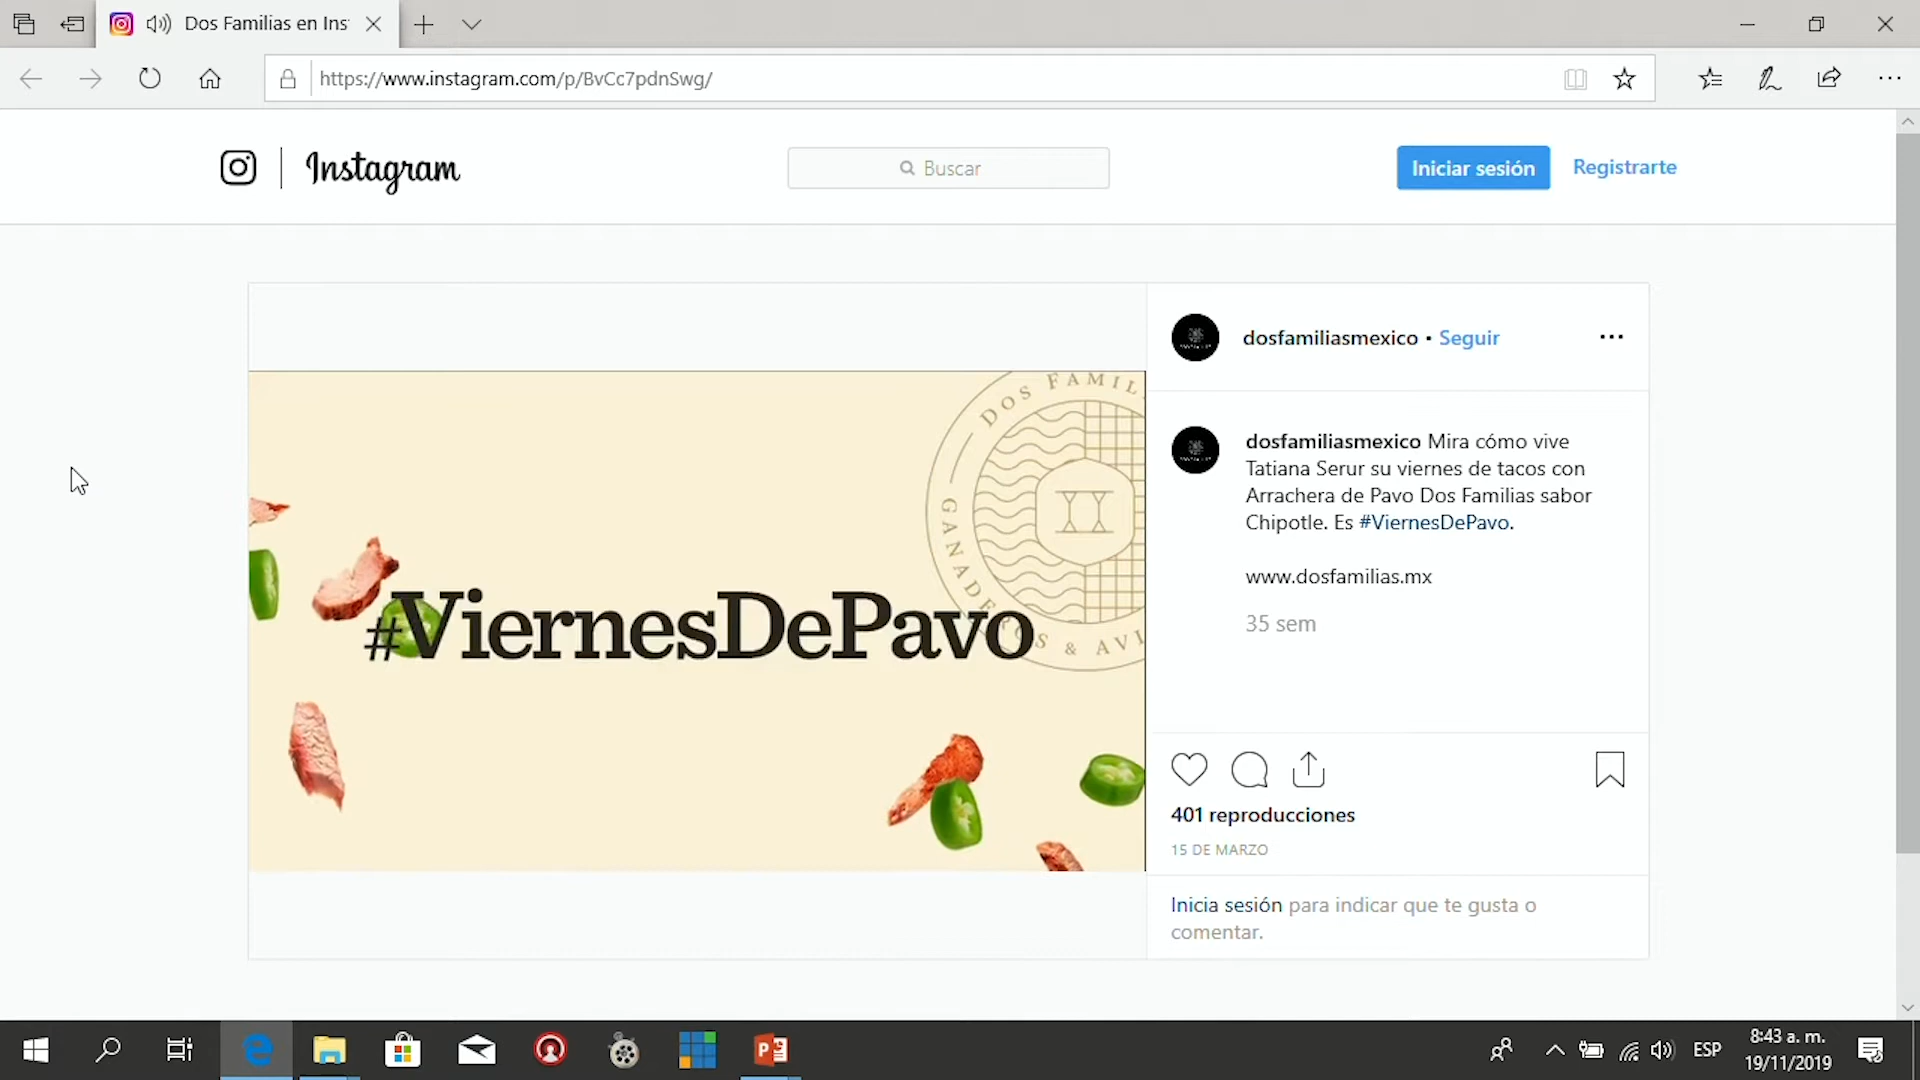 Dos Familias en Ins
https://www.instagram.com/p/BvCc7pdnSwg/
Instagram
Buscar
Iniciar sesión
Registrarte
dosfamiliasmexico • Seguir
DOS FAMIL
GANADEROS & AVI
#ViernesDePavo
dosfamiliasmexico Mira cómo vive
Tatiana Serur su viernes de tacos con
Arrachera de Pavo Dos Familias sabor
Chipotle. Es #ViernesDePavo.
www.dosfamilias.mx
35 sem
401 reproducciones
15 DE MARZO
Inicia sesión para indicar que te gusta o
comentar.
ESP
8:43 a. m.
19/11/2019